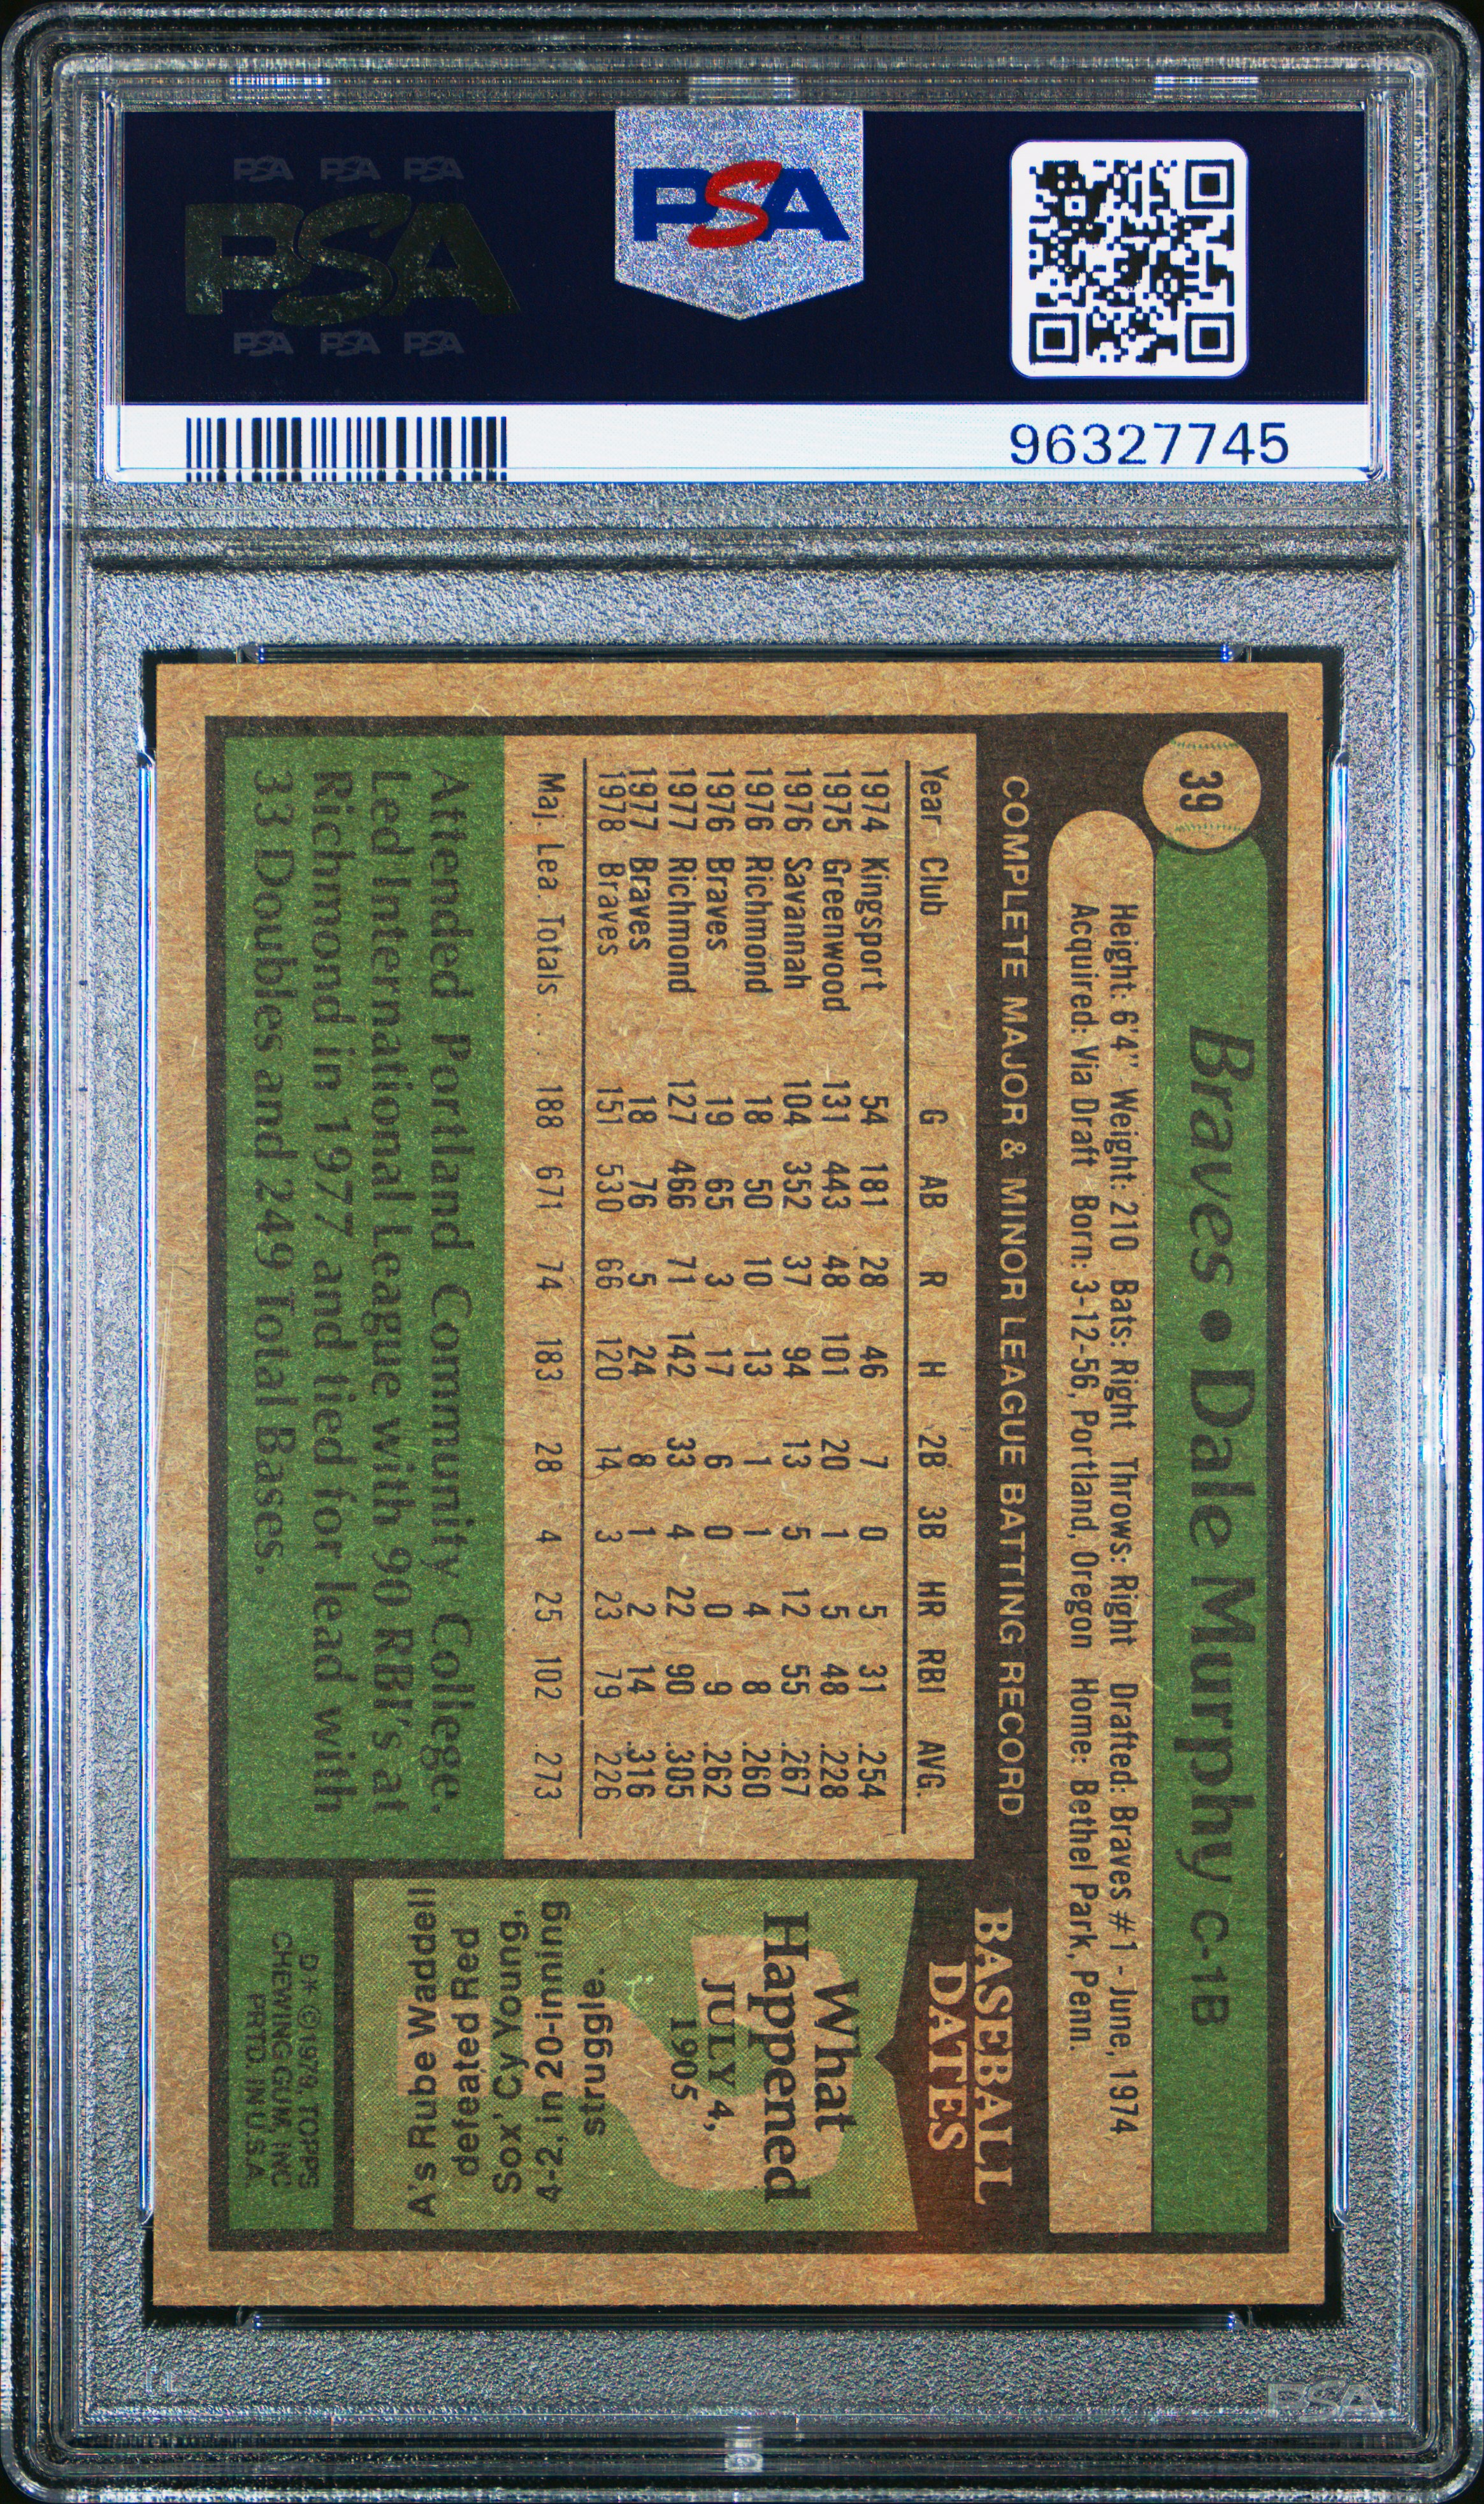 PSA PSA PSA
PSA
PSA PSA PSA
PSA
96327745
39
Braves • Dale Murphy C-1B
Height: 6'4" Weight: 210 Bats: Right Throws: Right Drafted: Braves #1 - June, 1974
Acquired: Via Draft Born: 3-12-56, Portland, Oregon Home: Bethel Park, Penn.
COMPLETE MAJOR & MINOR LEAGUE BATTING RECORD
Year Club G AB R H 2B 3B HR RBI AVG.
1974 Kingsport 54 181 28 46 7 0 5 31 .254
1975 Greenwood 131 443 48 101 20 1 5 48 .228
1976 Savannah 104 352 37 94 13 5 12 55 .267
1976 Richmond 18 50 10 13 1 1 4 8 .260
1976 Braves 19 65 3 17 6 0 0 9 .262
1977 Richmond 127 466 71 142 33 4 22 90 .305
1977 Braves 18 76 5 24 8 1 2 14 .316
1978 Braves 151 530 66 120 14 3 23 79 .226
Maj. Lea. Totals . . . 188 671 74 183 28 4 25 102 .273
Attended Portland Community College.
Led International League with 90 RBI's at
Richmond in 1977 and tied for lead with
33 Doubles and 249 Total Bases.
BASEBALL
DATES
What
Happened
JULY 4,
1905
A's Rube Waddell
defeated Red
Sox' Cy Young,
4-2, in 20-inning
struggle.
D* © 1979, TOPPS
CHEWING GUM, INC.
PRTD. IN U.S.A.
PSA